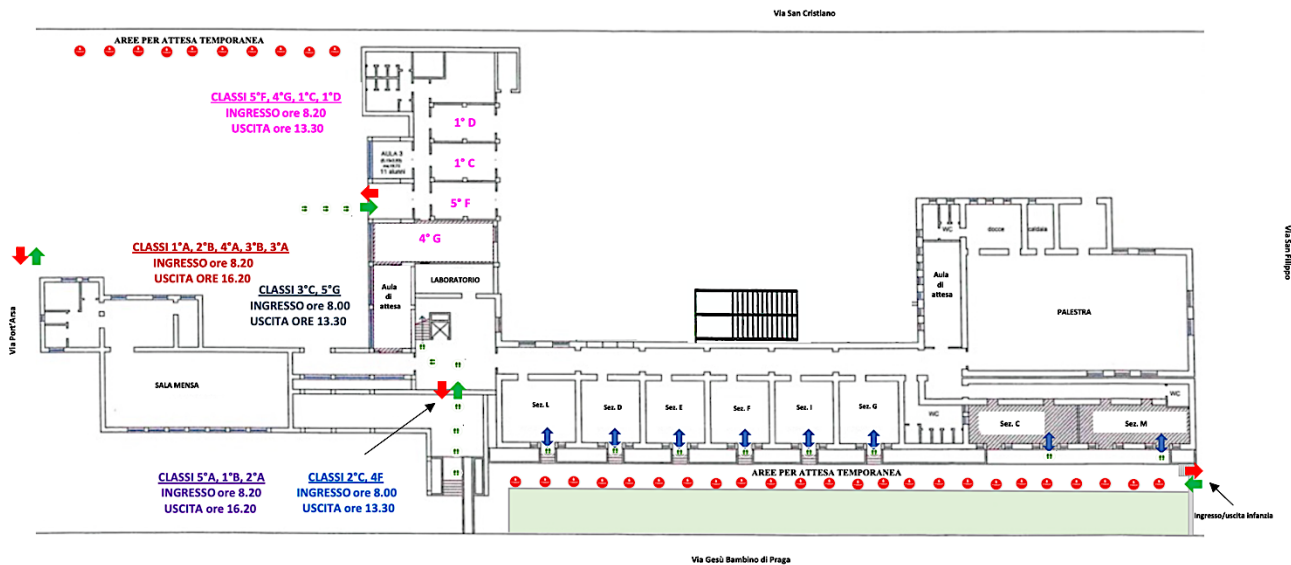 Via San Cristiano
AREE PER ATTESA TEMPORANEA
CLASSI 5°F, 4°G, 1°C, 1°D
INGRESSO ore 8.20
USCITA ore 13.30
1° D
AULA 3
11 alunni
1° C
5° F
4° G
CLASSI 1°A, 2°B, 4°A, 3°B, 3°A
INGRESSO ore 8.20
USCITA ORE 16.20
CLASSI 3°C, 5°G
INGRESSO ore 8.00
USCITA ORE 13.30
Aula
di
attesa
LABORATORIO
WC
docce
caldaia
Aula
di
attesa
PALESTRA
Via San Filippo
Via Port'Arsa
SALA MENSA
Sez. L
Sez. D
Sez. E
Sez. F
Sez. I
Sez. G
WC
Sez. C
Sez. M
WC
AREE PER ATTESA TEMPORANEA
CLASSI 5°A, 1°B, 2°A
INGRESSO ore 8.20
USCITA ore 16.20
CLASSI 2°C, 4F
INGRESSO ore 8.00
USCITA ore 13.30
Ingresso/uscita infanzia
Via Gesù Bambino di Praga